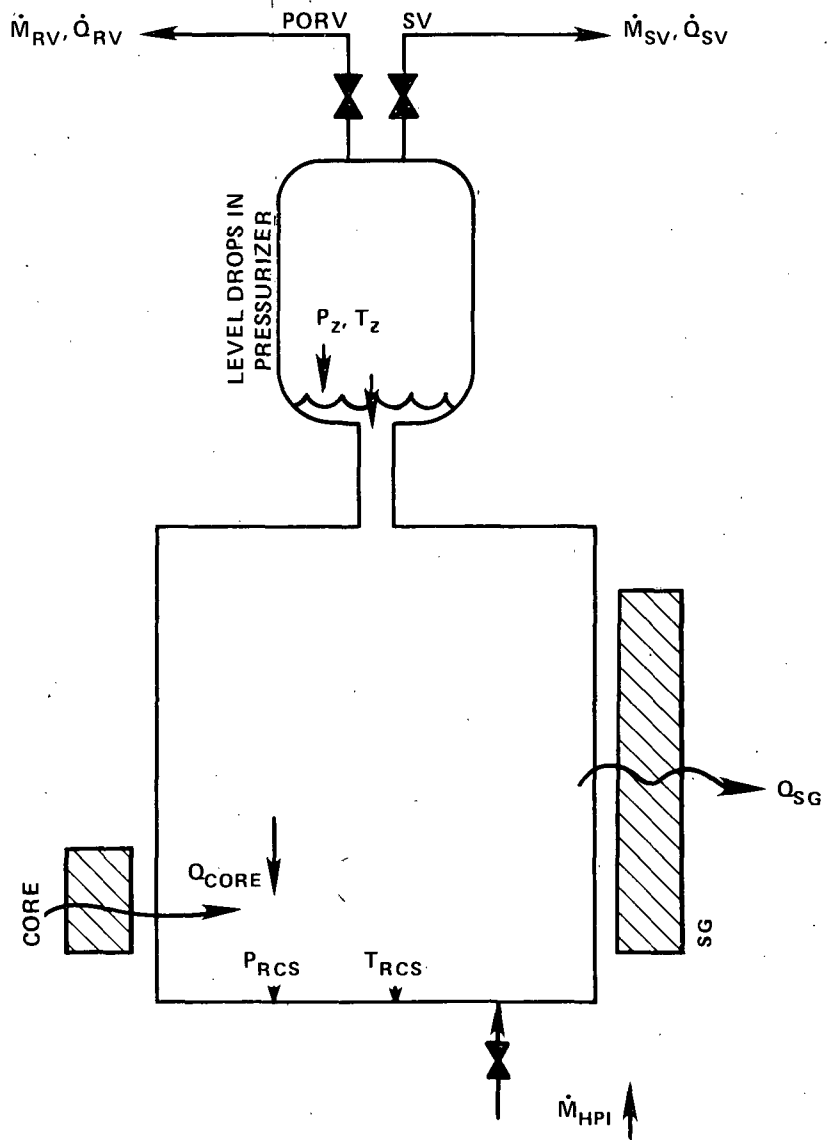 PORV
SV
Ṁ_RV, Q̇_RV
Ṁ_SV, Q̇_SV
LEVEL DROPS IN
PRESSURIZER
P_z, T_z
Q_SG
Q_CORE
CORE
SG
P_RCS
T_RCS
Ṁ_HPI